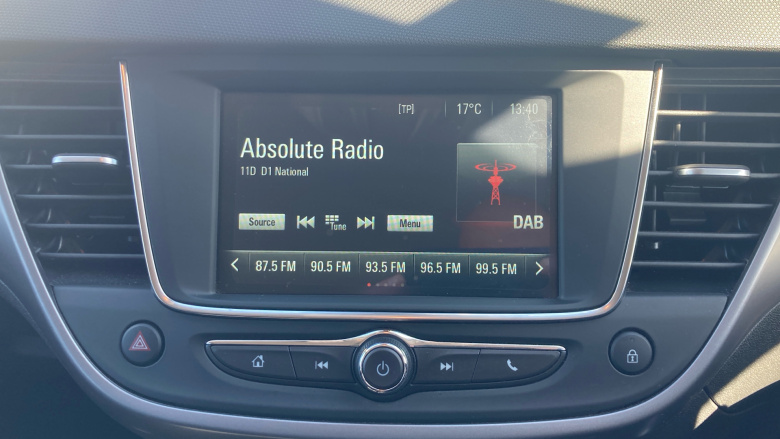 [TP] 17°C 13:40
Absolute Radio
11D D1 National
Source Tune Menu
DAB
87.5 FM 90.5 FM 93.5 FM 96.5 FM 99.5 FM